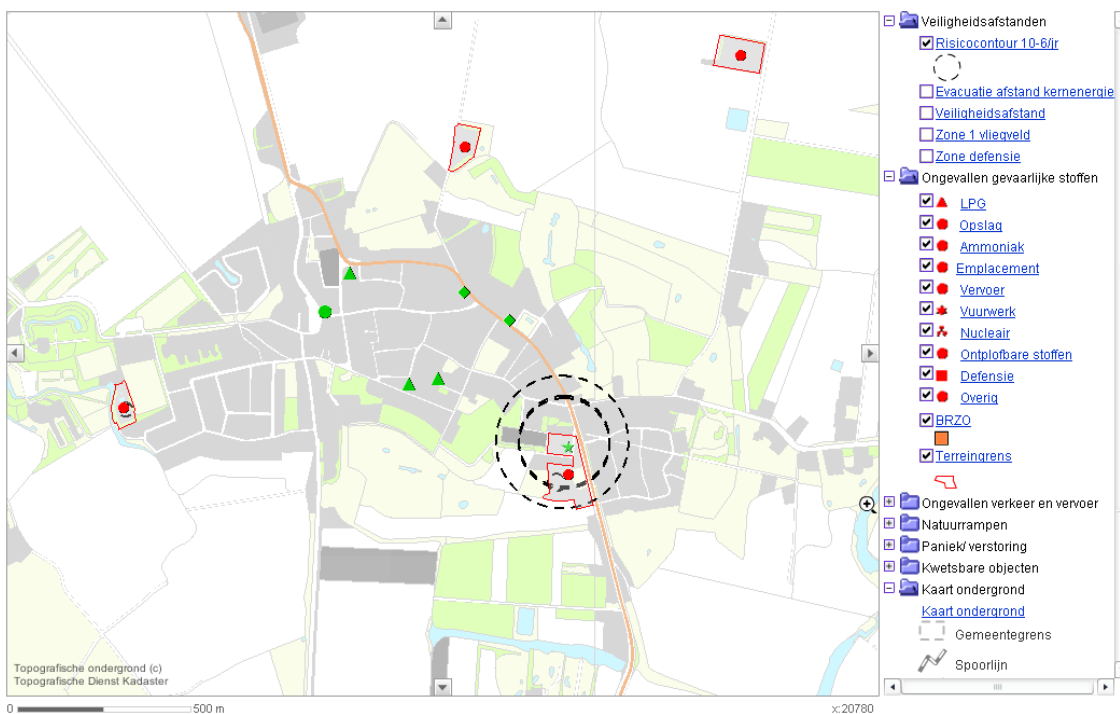 Veiligheidsafstanden
Risicocontour 10-6/jr
Evacuatie afstand kernenergie
Veiligheidsafstand
Zone 1 vliegveld
Zone defensie
Ongevallen gevaarlijke stoffen
LPG
Opslag
Ammoniak
Emplacement
Vervoer
Vuurwerk
Nucleair
Ontplofbare stoffen
Defensie
Overig
BRZO
Terreingrens
Ongevallen verkeer en vervoer
Natuurrampen
Paniek/ verstoring
Kwetsbare objecten
Kaart ondergrond
Kaart ondergrond
Gemeentegrens
Spoorlijn
Topografische ondergrond (c)
Topografische Dienst Kadaster
0 500 m
x:20780